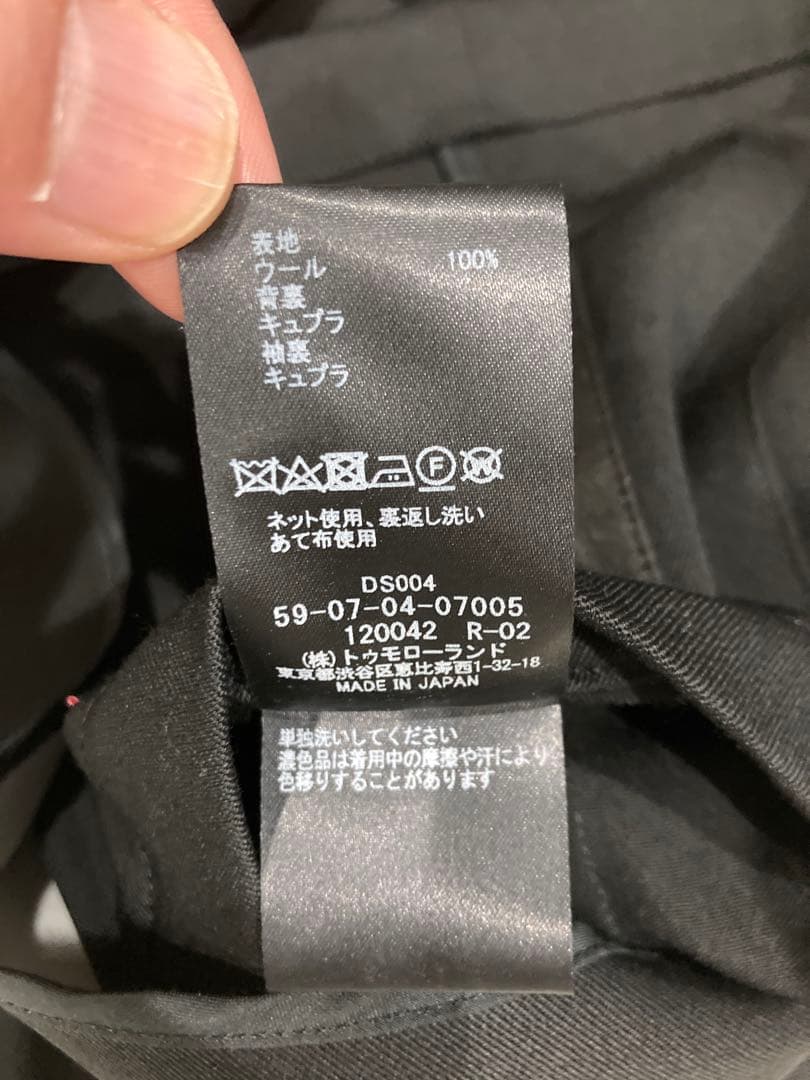 表地
ウール 100%
背裏
キュプラ
袖裏
キュプラ
F W
ネット使用、裏返し洗い
あて布使用
DS004
59-07-04-07005
120042 R-02
(株)トゥモローランド
東京都渋谷区恵比寿西1-32-18
MADE IN JAPAN
単独洗いしてください
濃色品は着用中の摩擦や汗により
色移りすることがあります